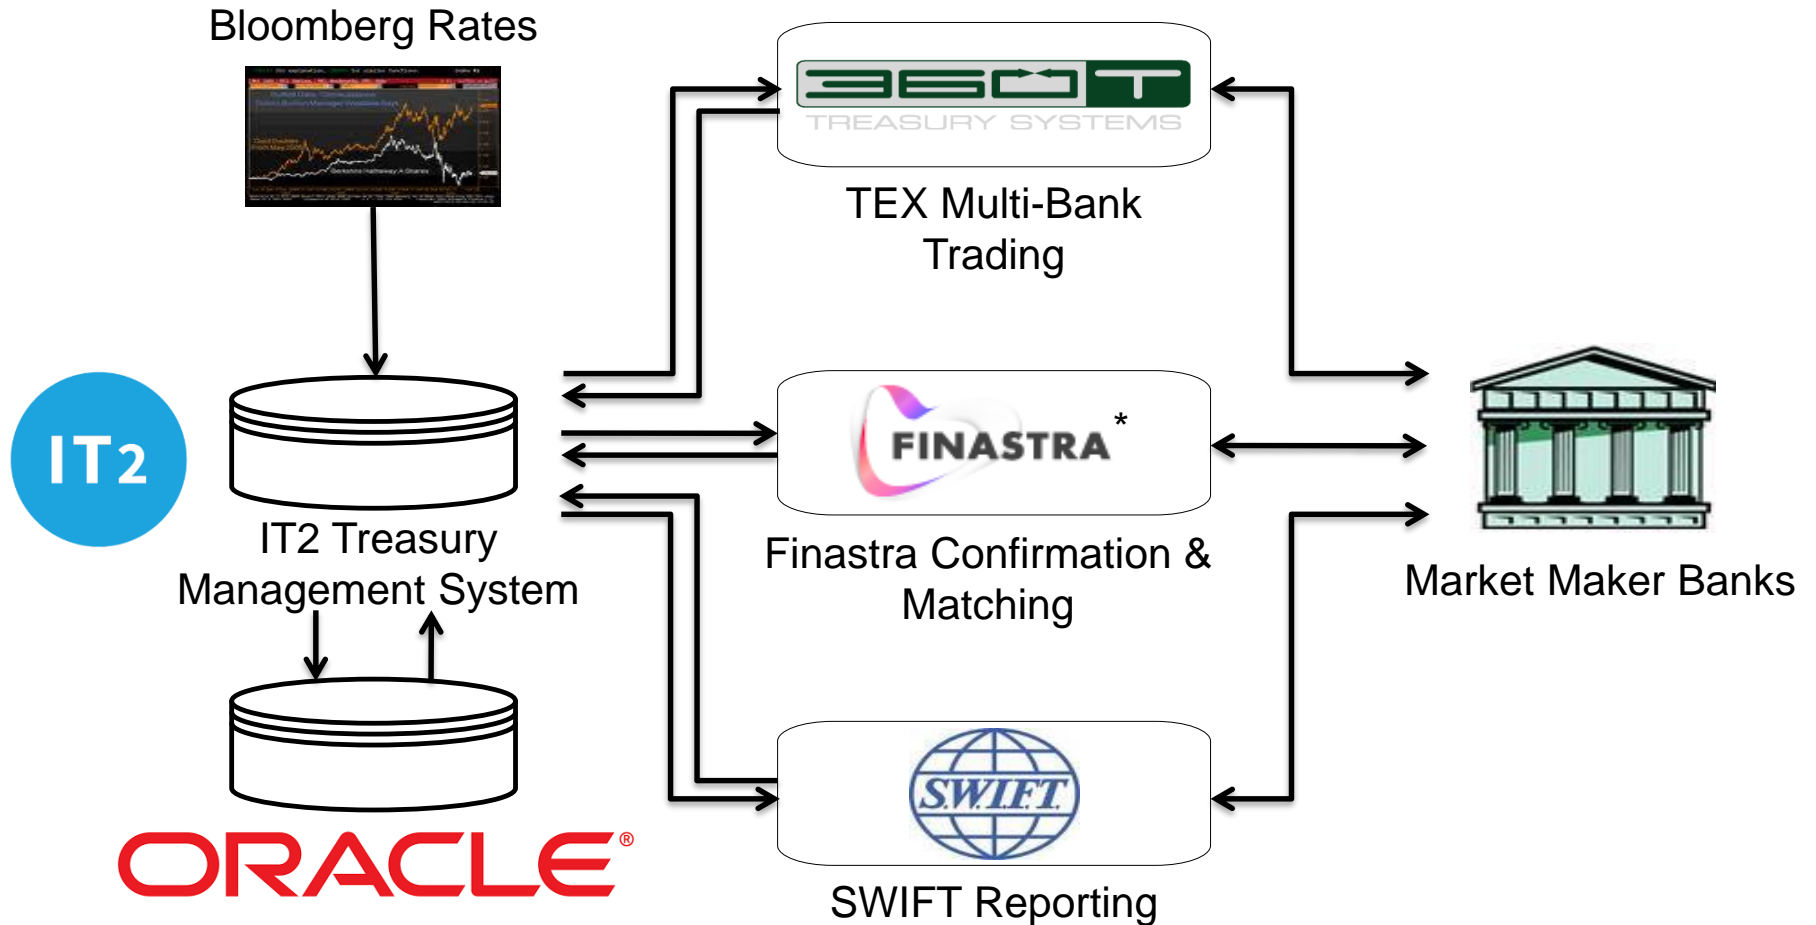 Bloomberg Rates
360T
TREASURY SYSTEMS
TEX Multi-Bank
Trading
IT2
IT2 Treasury
Management System
FINASTRA*
Finastra Confirmation &
Matching
Market Maker Banks
ORACLE®
S.W.I.F.T.
SWIFT Reporting